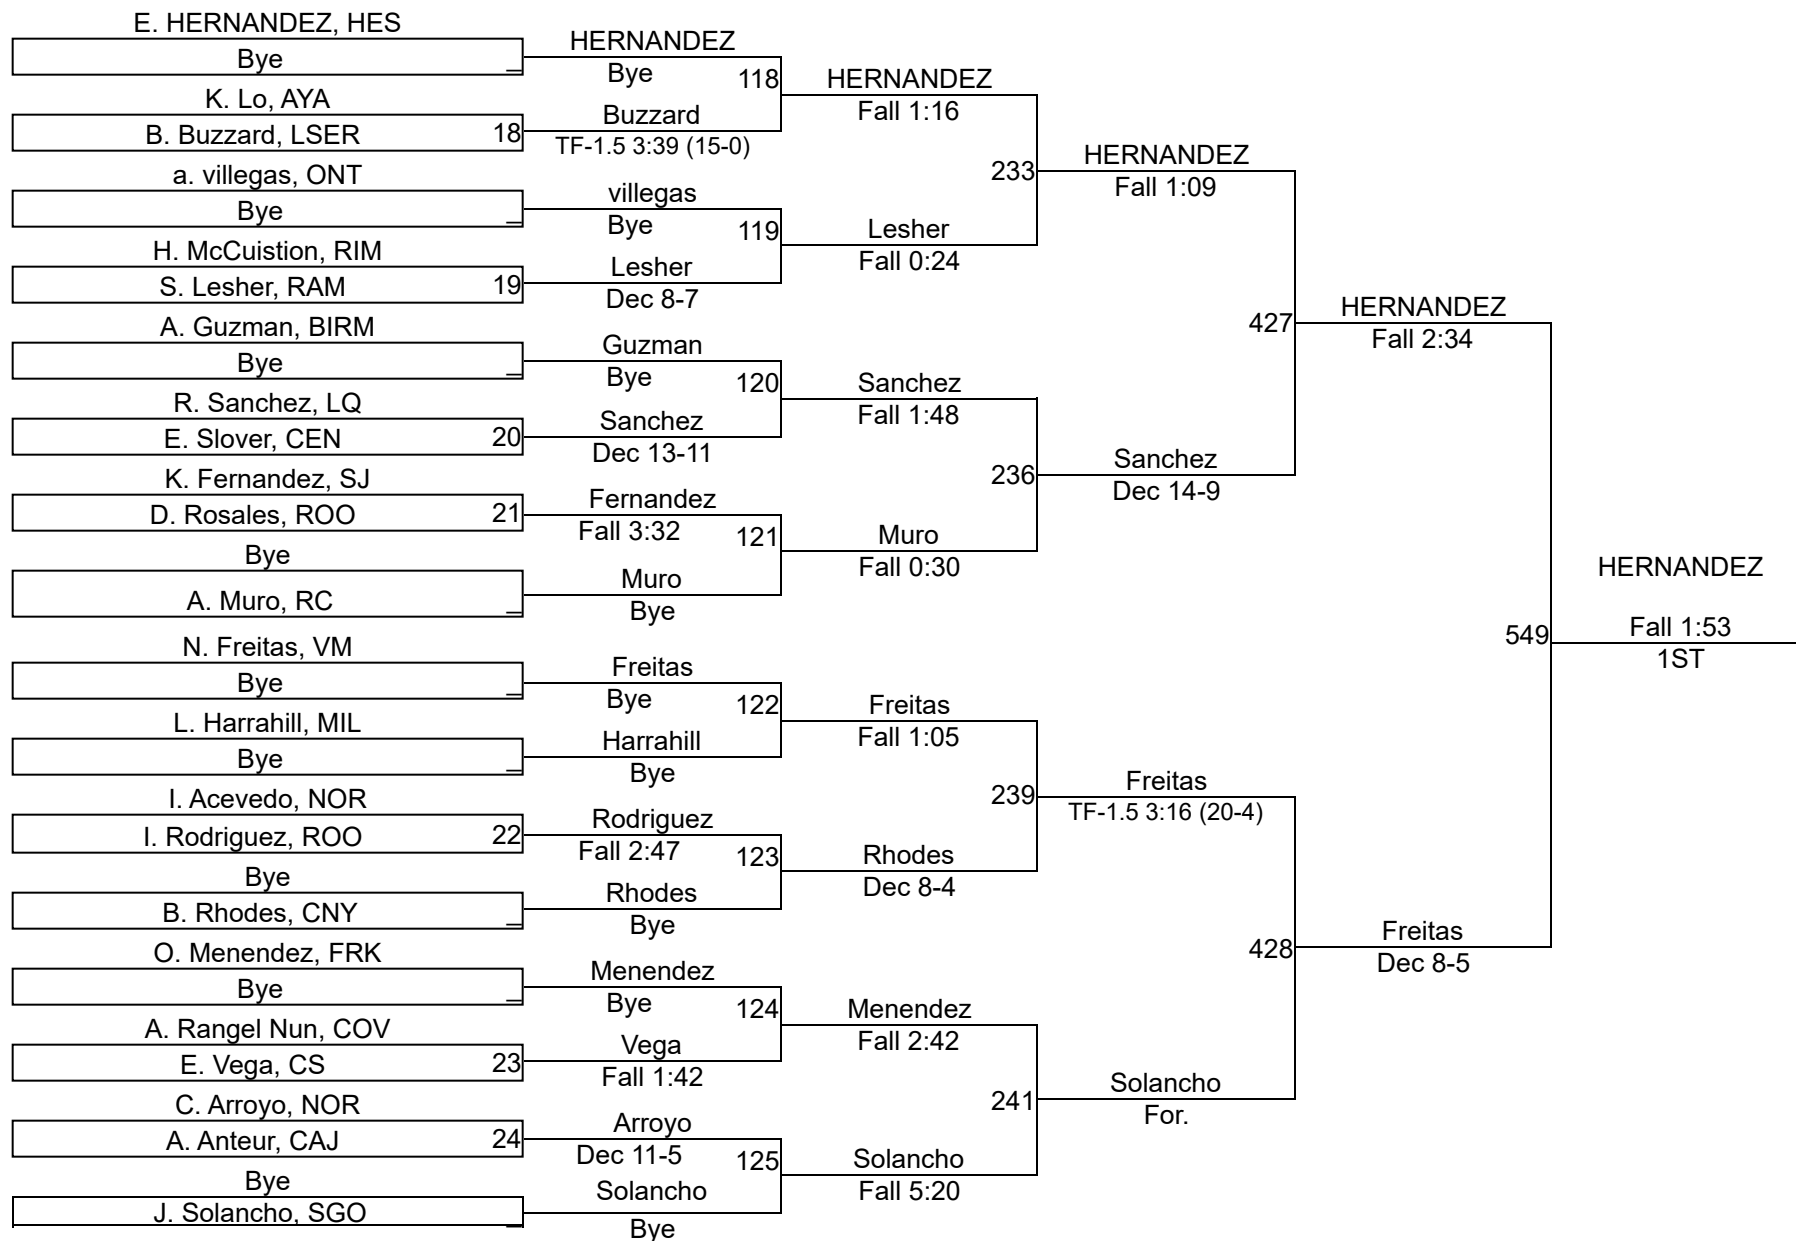 E. HERNANDEZ, HES
Bye
K. Lo, AYA
B. Buzzard, LSER 18
a. villegas, ONT
Bye
H. McCuistion, RIM
S. Lesher, RAM 19
A. Guzman, BIRM
Bye
R. Sanchez, LQ
E. Slover, CEN 20
K. Fernandez, SJ
D. Rosales, ROO 21
Bye
A. Muro, RC
N. Freitas, VM
Bye
L. Harrahill, MIL
Bye
I. Acevedo, NOR
I. Rodriguez, ROO 22
Bye
B. Rhodes, CNY
O. Menendez, FRK
Bye
A. Rangel Nun, COV
E. Vega, CS 23
C. Arroyo, NOR
A. Anteur, CAJ 24
Bye
J. Solancho, SGO
HERNANDEZ
Bye
118
Buzzard
TF-1.5 3:39 (15-0)
villegas
Bye
119
Lesher
Dec 8-7
Guzman
Bye
120
Sanchez
Dec 13-11
Fernandez
Fall 3:32
121
Muro
Bye
Freitas
Bye
122
Harrahill
Bye
Rodriguez
Fall 2:47
123
Rhodes
Bye
Menendez
Bye
124
Vega
Fall 1:42
Arroyo
Dec 11-5
125
Solancho
Bye
HERNANDEZ
Fall 1:16
233
Lesher
Fall 0:24
Sanchez
Fall 1:48
236
Muro
Fall 0:30
Freitas
Fall 1:05
239
Rhodes
Dec 8-4
Menendez
Fall 2:42
241
Solancho
Fall 5:20
HERNANDEZ
Fall 1:09
427
Sanchez
Dec 14-9
Freitas
TF-1.5 3:16 (20-4)
428
Solancho
For.
HERNANDEZ
Fall 2:34
549
Freitas
Dec 8-5
HERNANDEZ
Fall 1:53
1ST